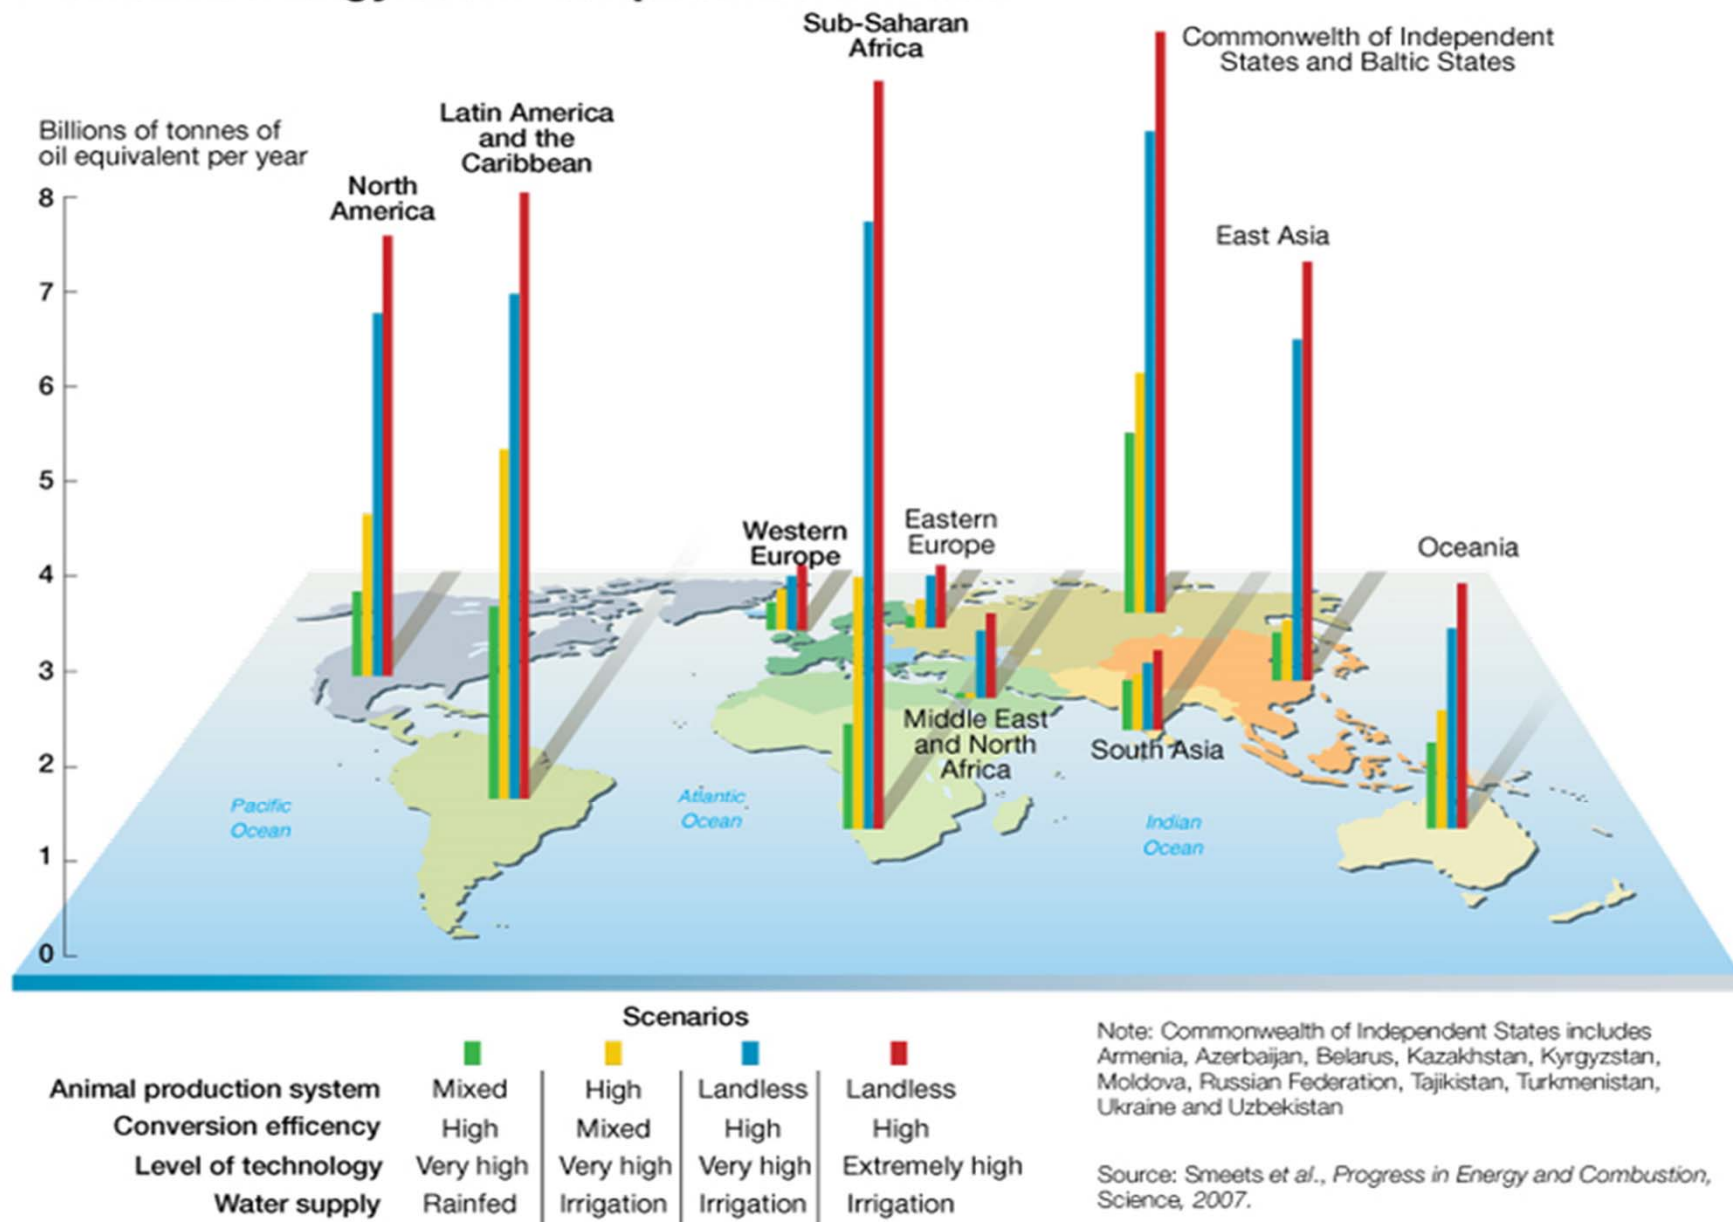 Sub-Saharan
Africa
Commonwelth of Independent
States and Baltic States
Latin America
and the
Caribbean
Billions of tonnes of
oil equivalent per year
North
America
East Asia
8
7
6
5
4
3
2
1
0
Western
Europe
Eastern
Europe
Oceania
Middle East
and North
Africa
South Asia
Pacific
Ocean
Atlantic
Ocean
Indian
Ocean
Scenarios
Animal production system Mixed High Landless Landless
Conversion efficency High Mixed High High
Level of technology Very high Very high Very high Extremely high
Water supply Rainfed Irrigation Irrigation Irrigation
Note: Commonwealth of Independent States includes
Armenia, Azerbaijan, Belarus, Kazakhstan, Kyrgyzstan,
Moldova, Russian Federation, Tajikistan, Turkmenistan,
Ukraine and Uzbekistan
Source: Smeets et al., Progress in Energy and Combustion,
Science, 2007.